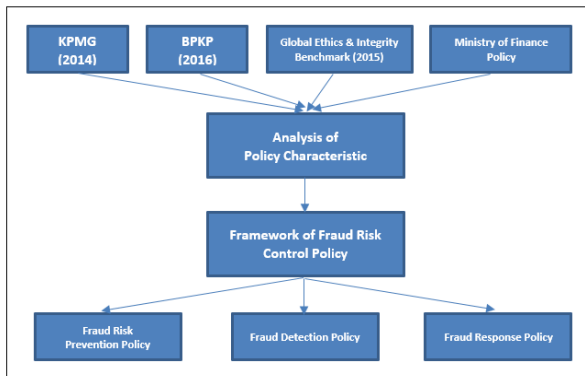 KPMG
(2014)
BPKP
(2016)
Global Ethics & Integrity
Benchmark (2015)
Ministry of Finance
Policy
Analysis of
Policy Characteristic
Framework of Fraud Risk
Control Policy
Fraud Risk
Prevention Policy
Fraud Detection Policy
Fraud Response Policy